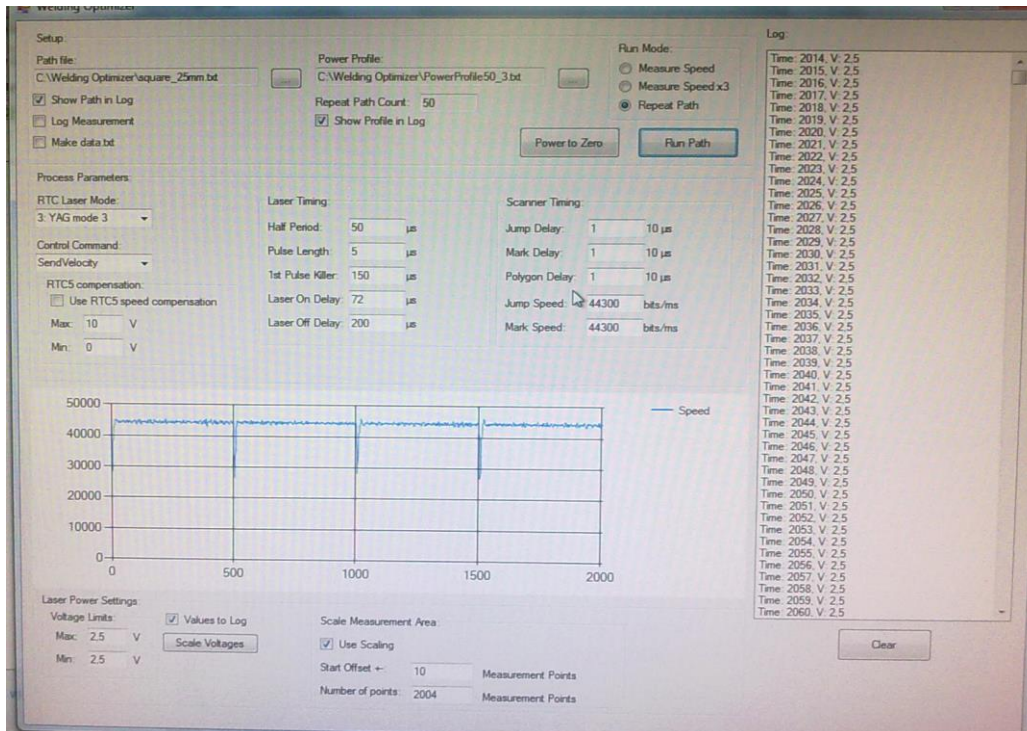 Welding Optimizer
Setup:
Path file:
C:\Welding Optimizer\square_25mm.txt
...
Show Path in Log
Log Measurement
Make data.txt
Power Profile:
C:\Welding Optimizer\PowerProfile50_3.txt
...
Repeat Path Count: 50
Show Profile in Log
Run Mode:
Measure Speed
Measure Speed x3
Repeat Path
Power to Zero
Run Path
Process Parameters:
RTC Laser Mode:
3: YAG mode 3
Control Command:
SendVelocity
RTC5 compensation:
Use RTC5 speed compensation
Max: 10 V
Min: 0 V
Laser Timing:
Half Period: 50 µs
Pulse Length: 5 µs
1st Pulse Killer: 150 µs
Laser On Delay: 72 µs
Laser Off Delay: 200 µs
Scanner Timing:
Jump Delay: 1 10 µs
Mark Delay: 1 10 µs
Polygon Delay: 1 10 µs
Jump Speed: 44300 bits/ms
Mark Speed: 44300 bits/ms
50000
40000
30000
20000
10000
0
0 500 1000 1500 2000
Speed
Laser Power Settings:
Voltage Limits:
Max: 2.5 V
Min: 2.5 V
Values to Log
Scale Voltages
Scale Measurement Area:
Use Scaling
Start Offset +- 10 Measurement Points
Number of points: 2004 Measurement Points
Log:
Time: 2014, V: 2,5
Time: 2015, V: 2,5
Time: 2016, V: 2,5
Time: 2017, V: 2,5
Time: 2018, V: 2,5
Time: 2019, V: 2,5
Time: 2020, V: 2,5
Time: 2021, V: 2,5
Time: 2022, V: 2,5
Time: 2023, V: 2,5
Time: 2024, V: 2,5
Time: 2025, V: 2,5
Time: 2026, V: 2,5
Time: 2027, V: 2,5
Time: 2028, V: 2,5
Time: 2029, V: 2,5
Time: 2030, V: 2,5
Time: 2031, V: 2,5
Time: 2032, V: 2,5
Time: 2033, V: 2,5
Time: 2034, V: 2,5
Time: 2035, V: 2,5
Time: 2036, V: 2,5
Time: 2037, V: 2,5
Time: 2038, V: 2,5
Time: 2039, V: 2,5
Time: 2040, V: 2,5
Time: 2041, V: 2,5
Time: 2042, V: 2,5
Time: 2043, V: 2,5
Time: 2044, V: 2,5
Time: 2045, V: 2,5
Time: 2046, V: 2,5
Time: 2047, V: 2,5
Time: 2048, V: 2,5
Time: 2049, V: 2,5
Time: 2050, V: 2,5
Time: 2051, V: 2,5
Time: 2052, V: 2,5
Time: 2053, V: 2,5
Time: 2054, V: 2,5
Time: 2055, V: 2,5
Time: 2056, V: 2,5
Time: 2057, V: 2,5
Time: 2058, V: 2,5
Time: 2059, V: 2,5
Time: 2060, V: 2,5
Clear